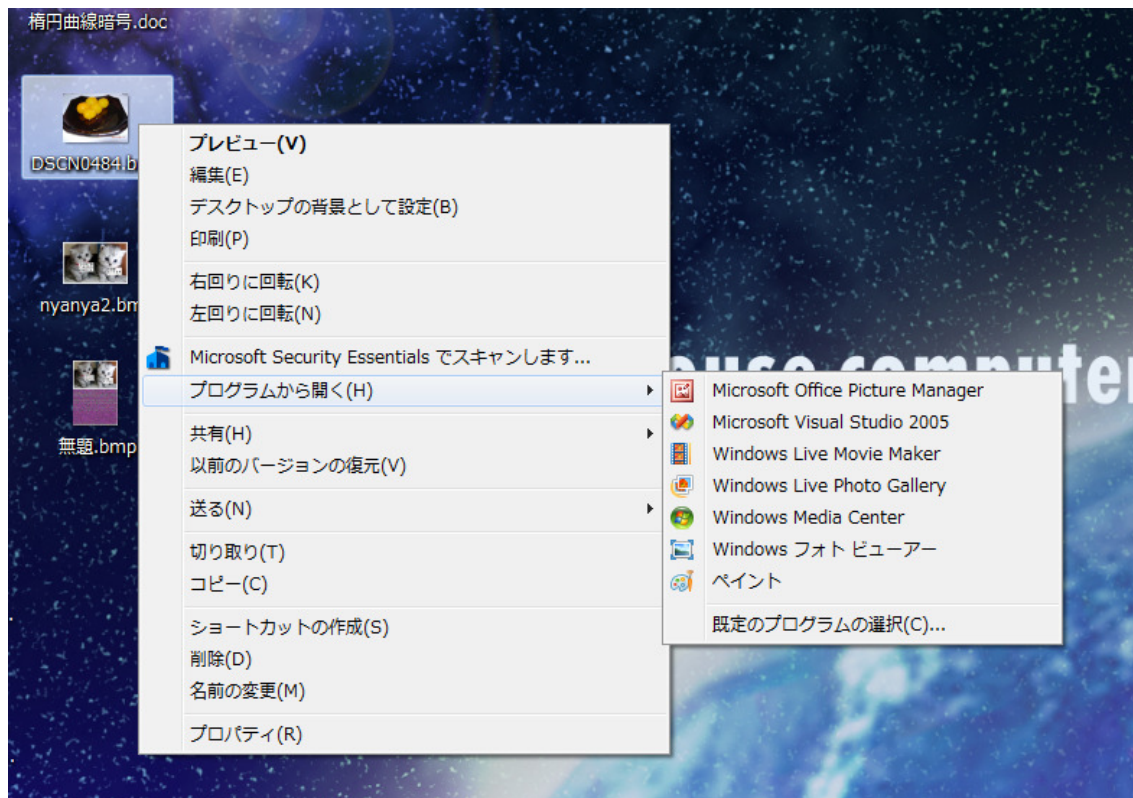 楕円曲線暗号.doc
DSCN0484.b
nyanya2.bm
無題.bmp
プレビュー(V)
編集(E)
デスクトップの背景として設定(B)
印刷(P)
右回りに回転(K)
左回りに回転(N)
Microsoft Security Essentials でスキャンします...
プログラムから開く(H)
共有(H)
以前のバージョンの復元(V)
送る(N)
切り取り(T)
コピー(C)
ショートカットの作成(S)
削除(D)
名前の変更(M)
プロパティ(R)
Microsoft Office Picture Manager
Microsoft Visual Studio 2005
Windows Live Movie Maker
Windows Live Photo Gallery
Windows Media Center
Windows フォト ビューアー
ペイント
既定のプログラムの選択(C)...